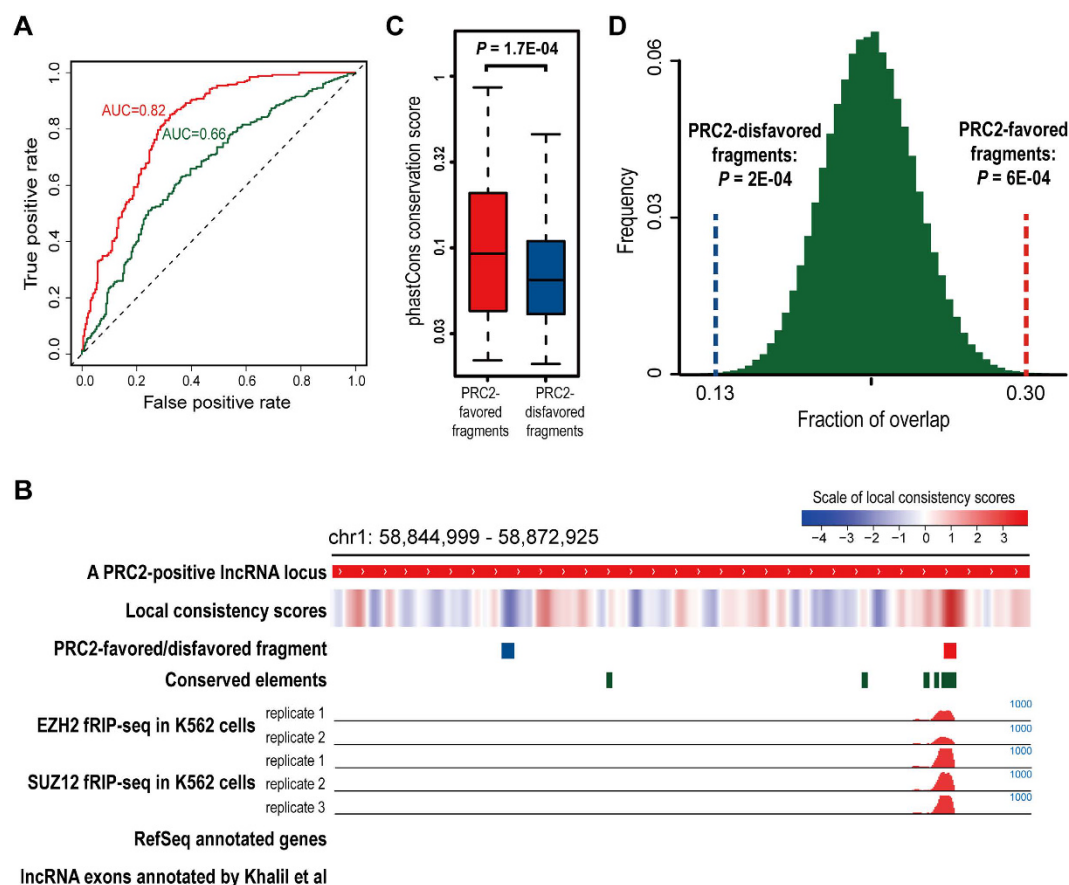 A
AUC=0.82
AUC=0.66
True positive rate
0.0
0.2
0.4
0.6
0.8
1.0
0.0
0.2
0.4
0.6
0.8
1.0
False positive rate
C
P = 1.7E-04
phastCons conservation score
1
0.32
0.1
0.03
PRC2-
favored
fragments
PRC2-
disfavored
fragments
D
0.06
0.03
0
Frequency
PRC2-disfavored
fragments:
P = 2E-04
PRC2-favored
fragments:
P = 6E-04
0.13
0.30
Fraction of overlap
B
Scale of local consistency scores
−4 −3 −2 −1 0 1 2 3
chr1: 58,844,999 - 58,872,925
A PRC2-positive lncRNA locus
Local consistency scores
PRC2-favored/disfavored fragment
Conserved elements
EZH2 fRIP-seq in K562 cells
replicate 1
1000
replicate 2
1000
SUZ12 fRIP-seq in K562 cells
replicate 1
1000
replicate 2
1000
replicate 3
1000
RefSeq annotated genes
lncRNA exons annotated by Khalil et al